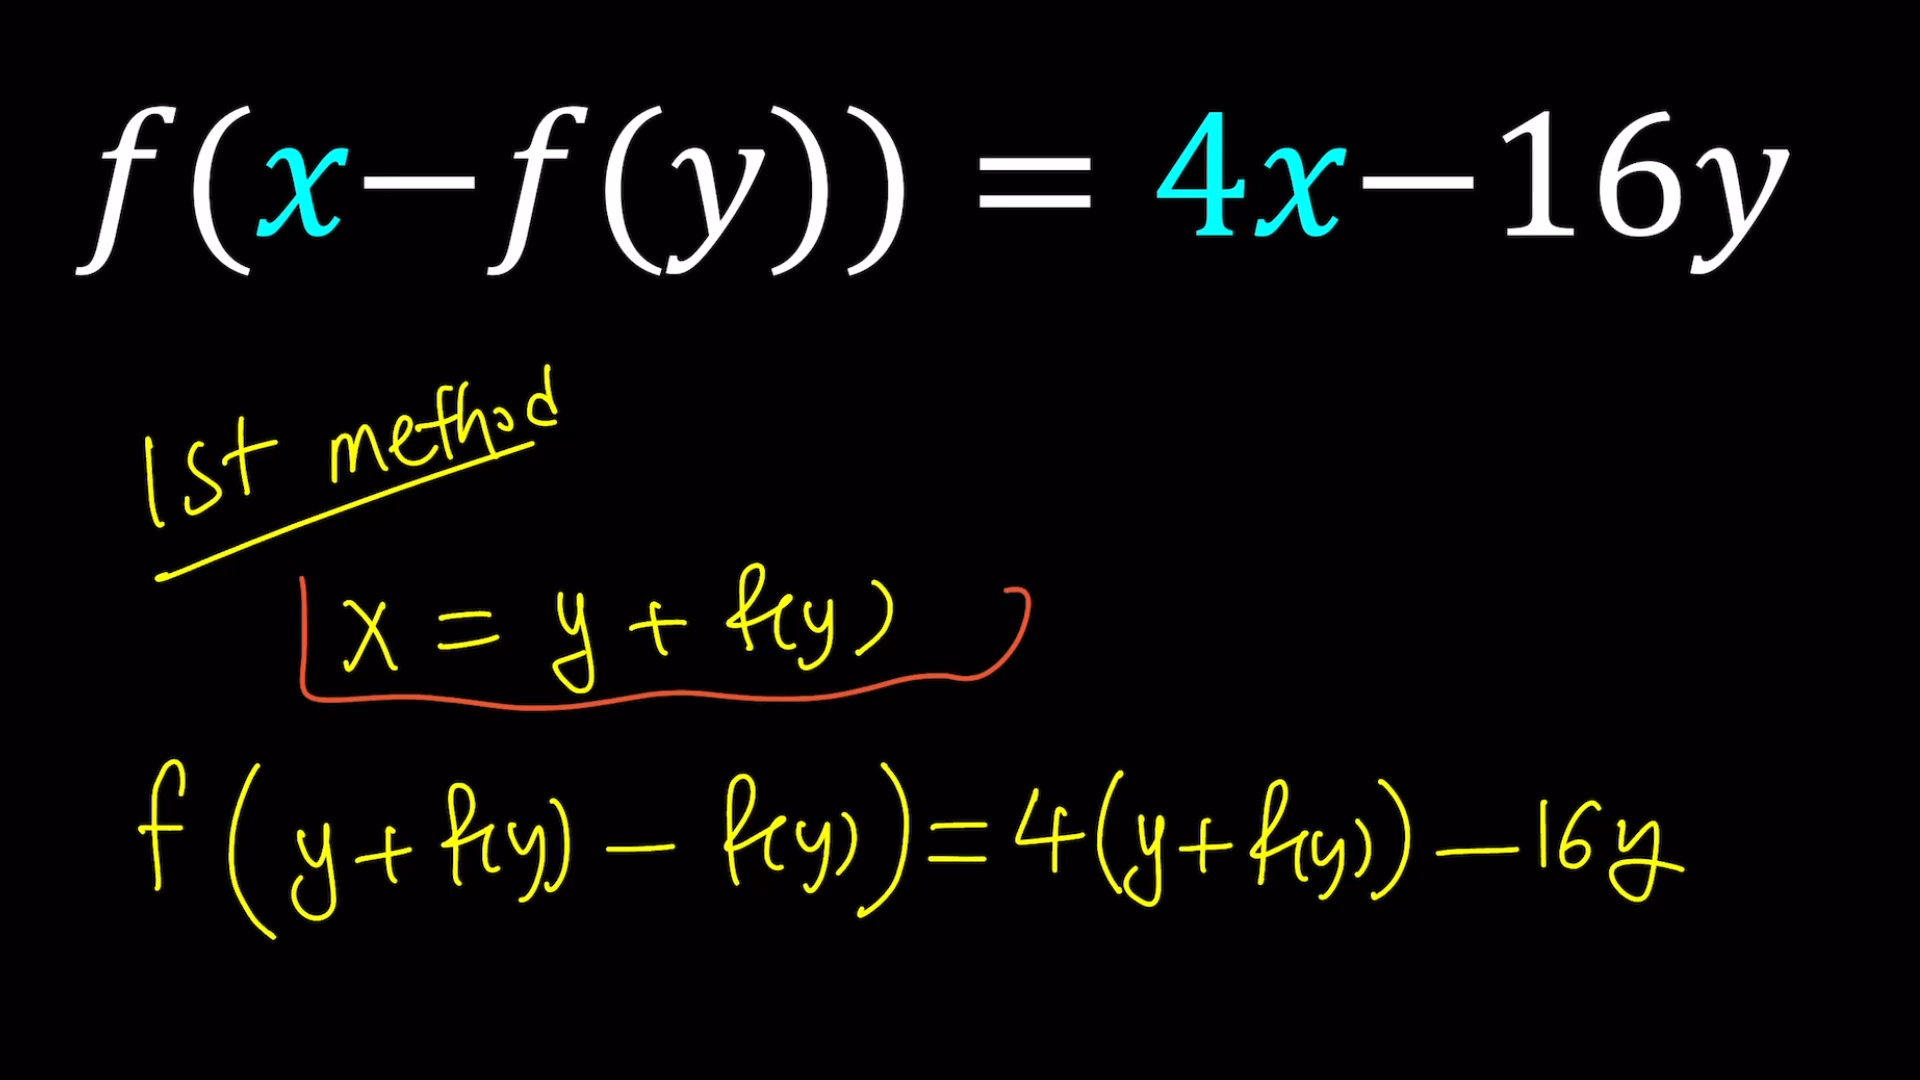 f(x−f(y)) = 4x−16y
1st method
x = y + f(y)
f(y+f(y) − f(y)) = 4(y+f(y)) − 16y